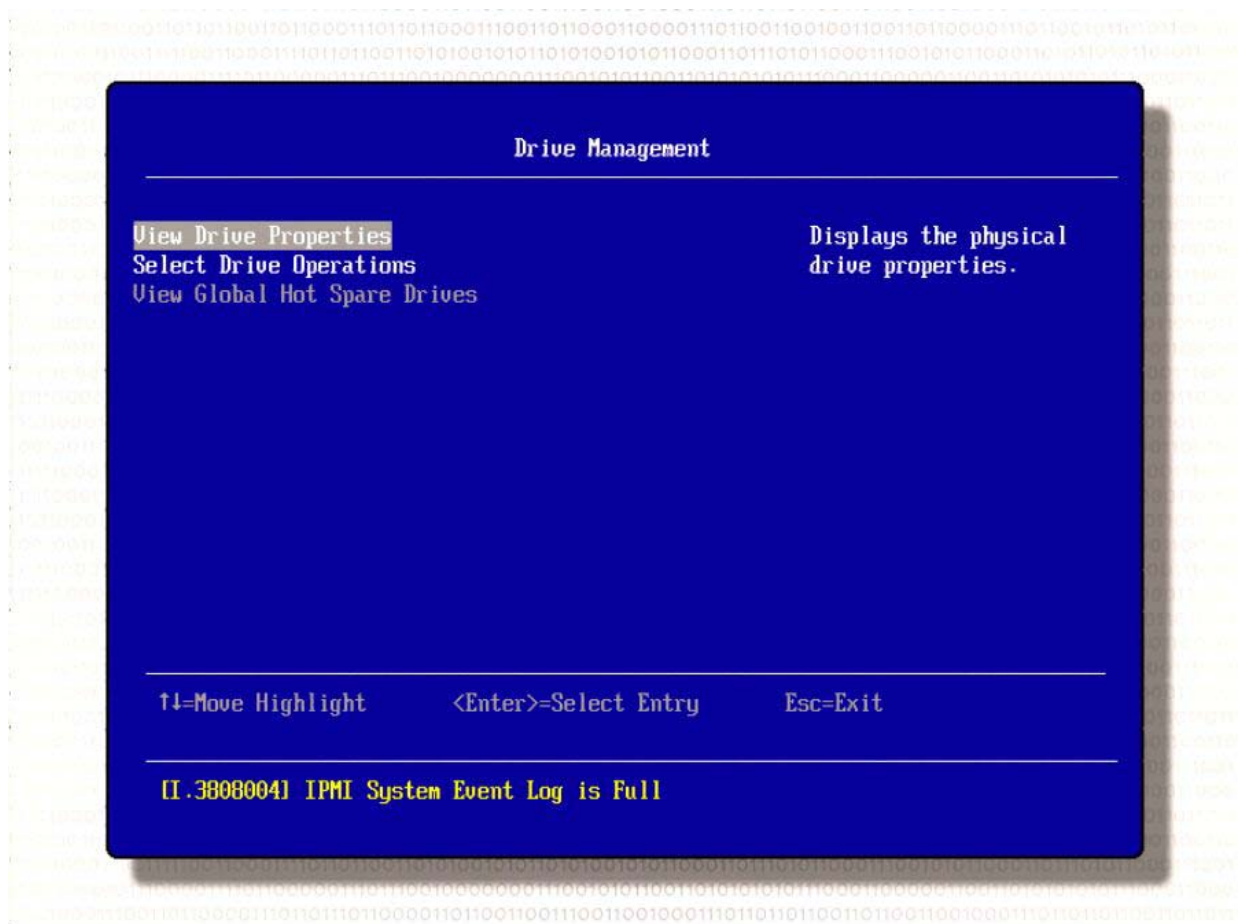 Drive Management
View Drive Properties
Select Drive Operations
View Global Hot Spare Drives
Displays the physical
drive properties.
↑↓=Move Highlight <Enter>=Select Entry Esc=Exit
[I.3808004] IPMI System Event Log is Full